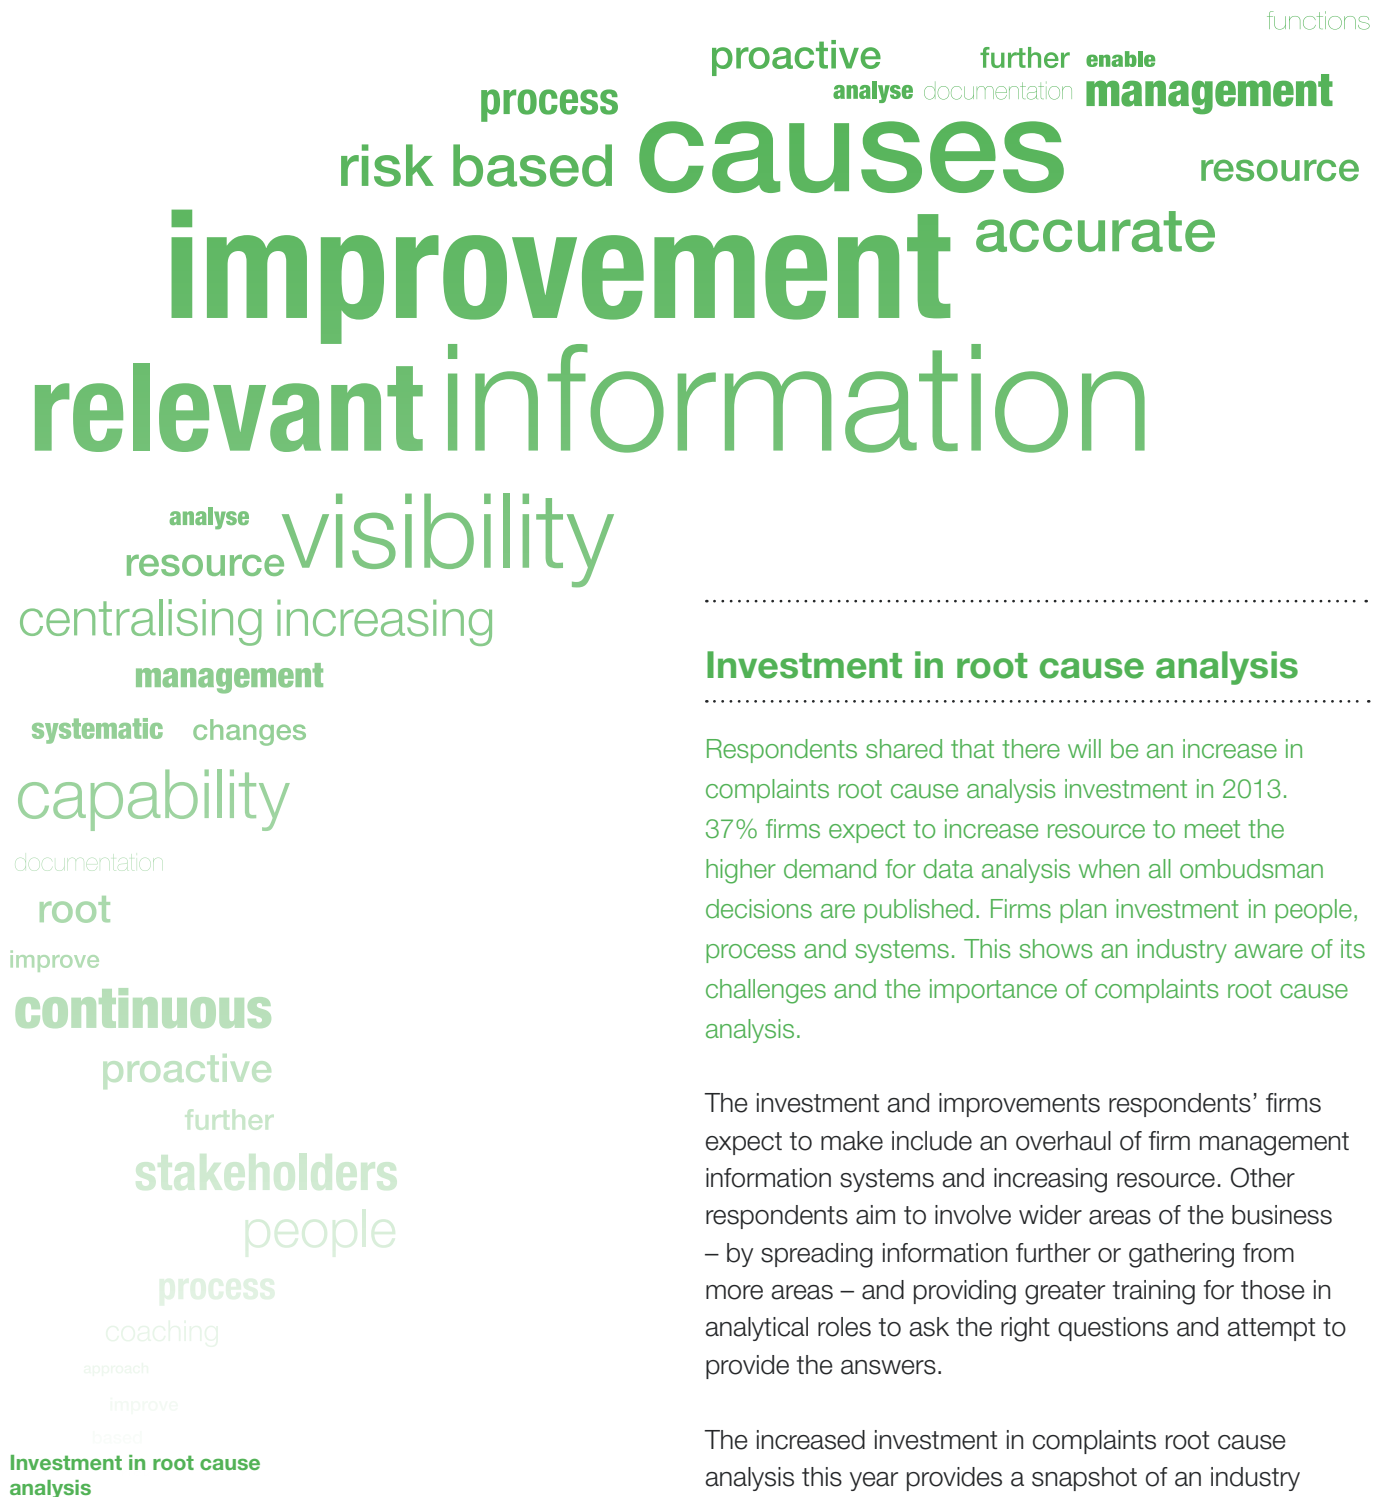 functions
proactive further enable
process analyse documentation management
risk based causes resource
improvement accurate
relevant information
analyse visibility
resource
centralising increasing
management
systematic changes
capability
documentation
root
improve
continuous
proactive
further
stakeholders
people
process
coaching
approach
improve
based
Investment in root cause
analysis
Investment in root cause analysis
Respondents shared that there will be an increase in
complaints root cause analysis investment in 2013.
37% firms expect to increase resource to meet the
higher demand for data analysis when all ombudsman
decisions are published. Firms plan investment in people,
process and systems. This shows an industry aware of its
challenges and the importance of complaints root cause
analysis.
The investment and improvements respondents’ firms
expect to make include an overhaul of firm management
information systems and increasing resource. Other
respondents aim to involve wider areas of the business
– by spreading information further or gathering from
more areas – and providing greater training for those in
analytical roles to ask the right questions and attempt to
provide the answers.
The increased investment in complaints root cause
analysis this year provides a snapshot of an industry